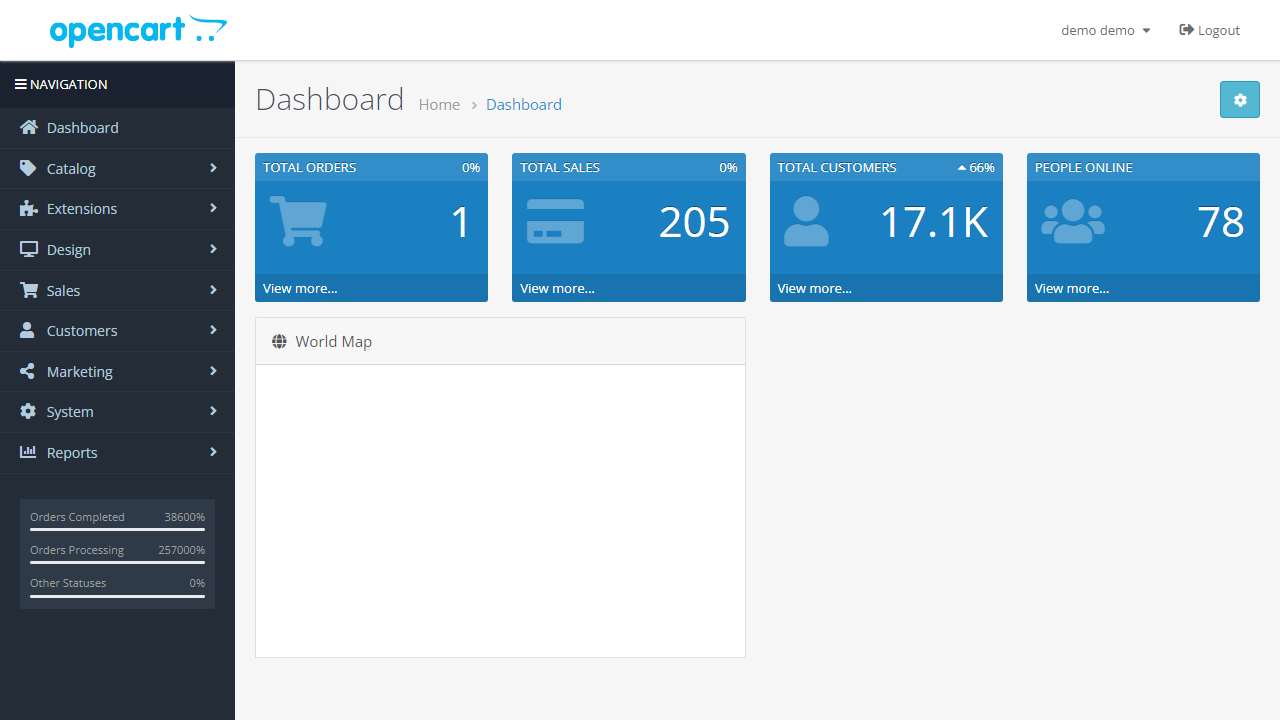 opencart
demo demo
Logout
NAVIGATION
Dashboard
Catalog
Extensions
Design
Sales
Customers
Marketing
System
Reports
Orders Completed 38600%
Orders Processing 257000%
Other Statuses 0%
Dashboard
Home
Dashboard
TOTAL ORDERS 0%
1
View more...
TOTAL SALES 0%
205
View more...
TOTAL CUSTOMERS 66%
17.1K
View more...
PEOPLE ONLINE
78
View more...
World Map